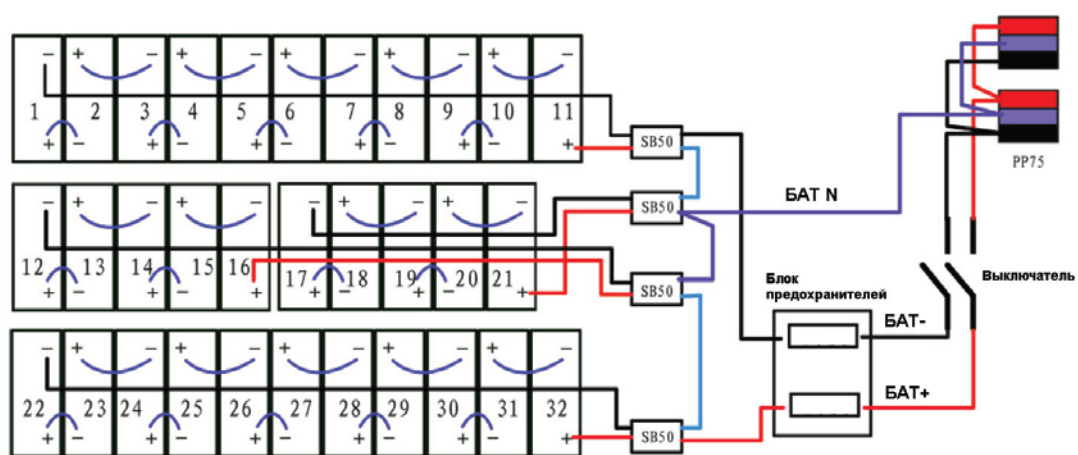 − + − + − + − + − + −
1 2 3 4 5 6 7 8 9 10 11
+ − + − + − + − + − +
SB50
PP75
− + − + − − + − + −
БАТ N
SB50
12 13 14 15 16 17 18 19 20 21
+ − + − + + − + − +
SB50
Блок
предохранителей
Выключатель
БАТ-
− + − + − + − + − + −
22 23 24 25 26 27 28 29 30 31 32
+ − + − + − + − + − +
БАТ+
SB50